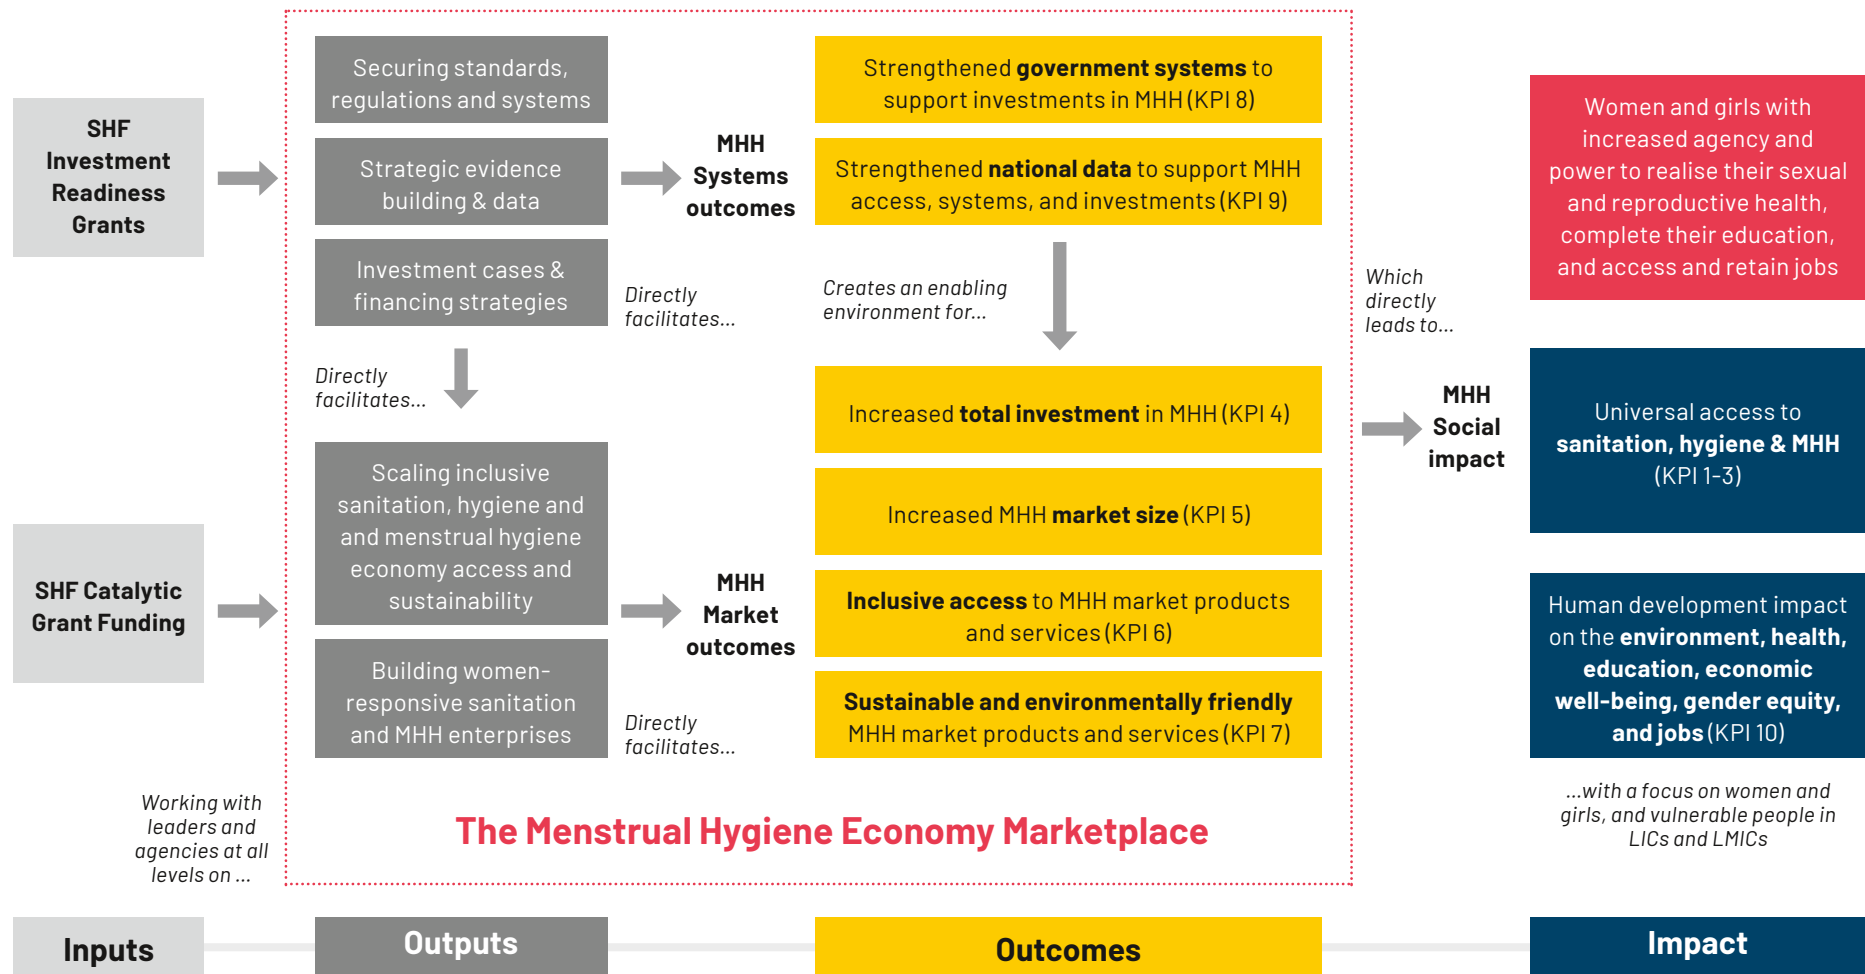 SHF
Investment
Readiness
Grants
SHF Catalytic
Grant Funding
Working with
leaders and
agencies at all
levels on ...
Securing standards,
regulations and systems
Strategic evidence
building & data
Investment cases &
financing strategies
Directly
facilitates...
Scaling inclusive
sanitation, hygiene and
and menstrual hygiene
economy access and
sustainability
Building women-
responsive sanitation
and MHH enterprises
MHH
Systems
outcomes
Directly
facilitates...
MHH
Market
outcomes
Directly
facilitates...
Strengthened government systems to
support investments in MHH (KPI 8)
Strengthened national data to support MHH
access, systems, and investments (KPI 9)
Creates an enabling
environment for...
Increased total investment in MHH (KPI 4)
Increased MHH market size (KPI 5)
Inclusive access to MHH market products
and services (KPI 6)
Sustainable and environmentally friendly
MHH market products and services (KPI 7)
The Menstrual Hygiene Economy Marketplace
Which
directly
leads to...
MHH
Social
impact
Women and girls with
increased agency and
power to realise their sexual
and reproductive health,
complete their education,
and access and retain jobs
Universal access to
sanitation, hygiene & MHH
(KPI 1-3)
Human development impact
on the environment, health,
education, economic
well-being, gender equity,
and jobs (KPI 10)
...with a focus on women and
girls, and vulnerable people in
LICs and LMICs
Inputs
Outputs
Outcomes
Impact